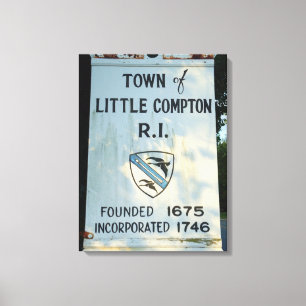 TOWN of
LITTLE COMPTON
R.I.
FOUNDED 1675
INCORPORATED 1746